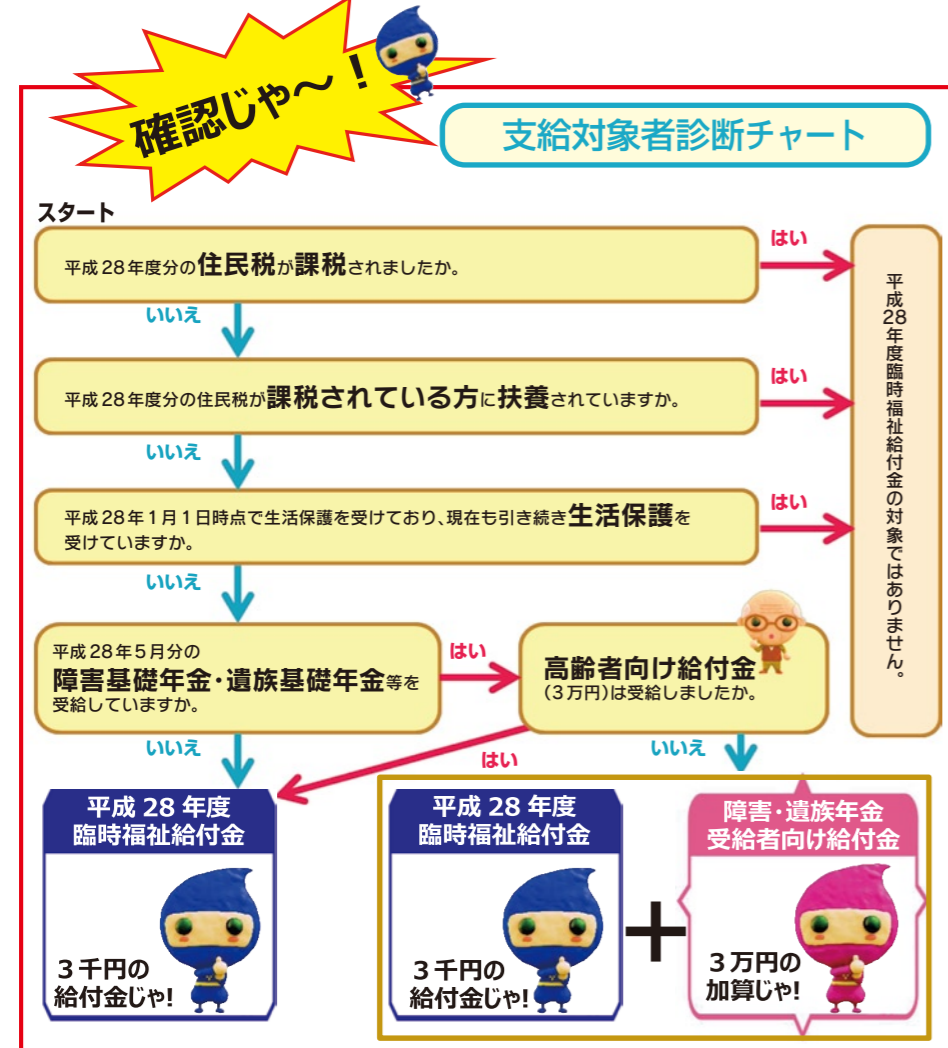 確認じゃ～！
支給対象者診断チャート
スタート
平成28年度分の住民税が課税されましたか。
はい
いいえ
平成28年度分の住民税が課税されている方に扶養されていますか。
はい
いいえ
平成28年1月1日時点で生活保護を受けており、現在も引き続き生活保護を
受けていますか。
はい
いいえ
平成28年度臨時福祉給付金の対象ではありません。
平成28年5月分の
障害基礎年金・遺族基礎年金等を
受給していますか。
はい
いいえ
高齢者向け給付金
(3万円)は受給しましたか。
はい
いいえ
平成 28 年度
臨時福祉給付金
3千円の
給付金じゃ!
平成 28 年度
臨時福祉給付金
3千円の
給付金じゃ!
＋
障害・遺族年金
受給者向け給付金
3万円の
加算じゃ!